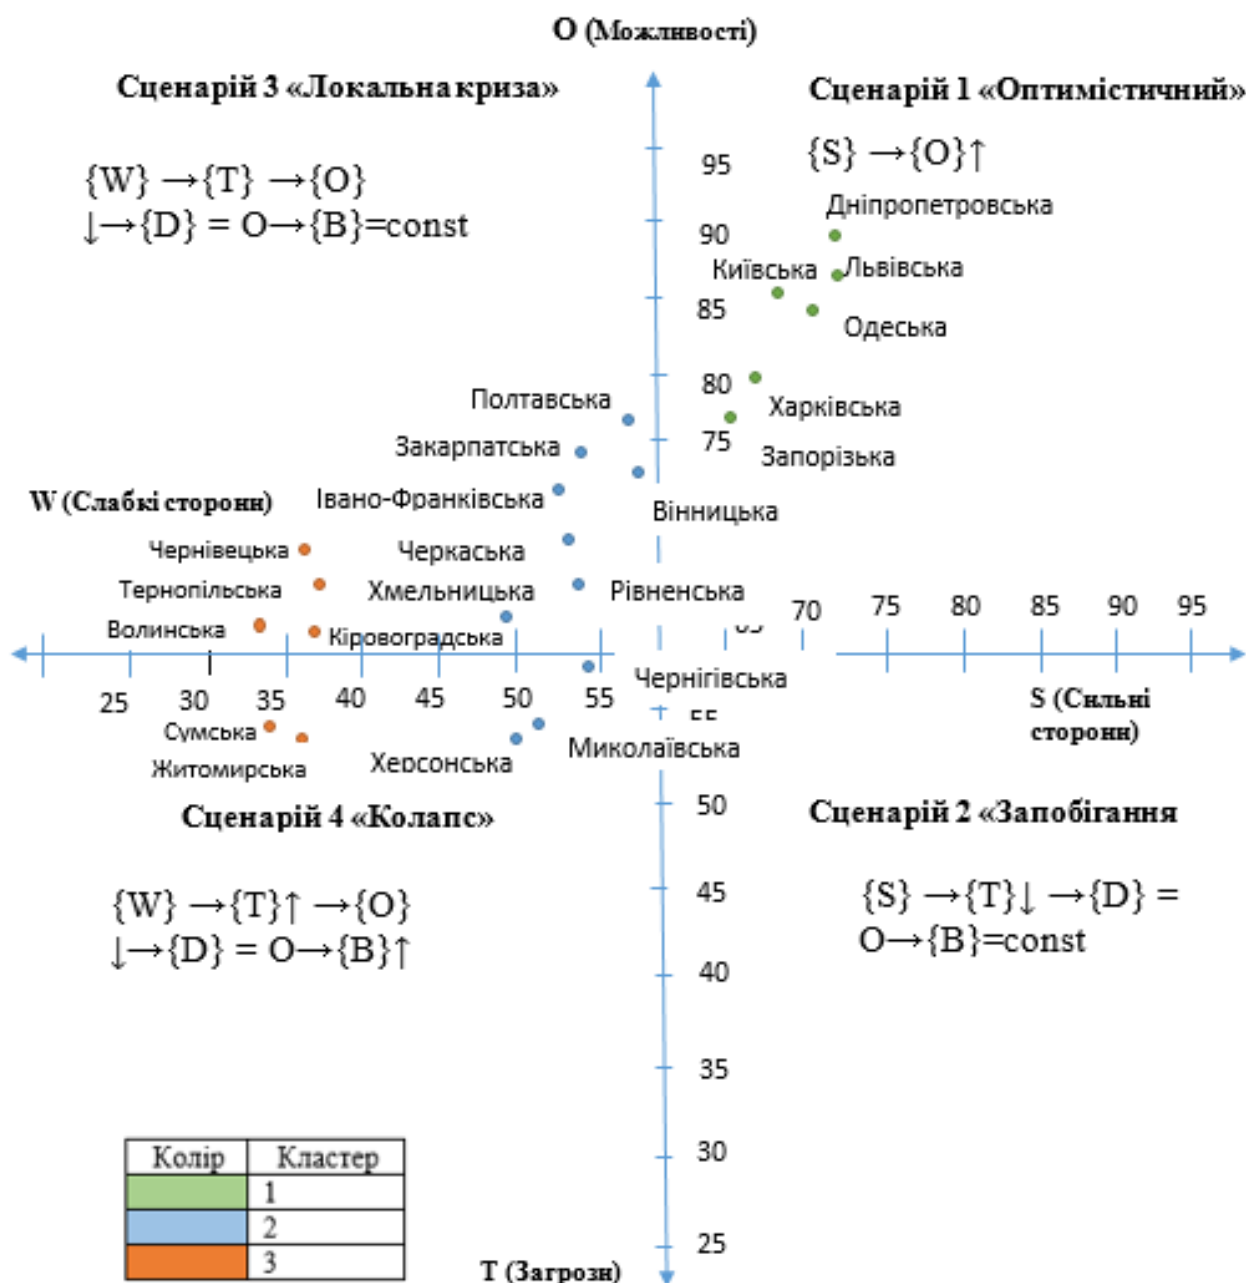 О (Можливості)
Сценарій 3 «Локальна криза»
{W} →{T} →{O}
↓→{D} = O→{B}=const
Сценарій 1 «Оптимістичний»
{S} →{O}↑
95
90
85
80
75
Дніпропетровська
Київська
Львівська
Одеська
Харківська
Запорізька
Полтавська
Закарпатська
Івано-Франківська
Вінницька
W (Слабкі сторони)
Чернівецька
Черкаська
Тернопільська
Хмельницька
Рівненська
Волинська
Кіровоградська
70 75 80 85 90 95
25 30 35 40 45 50 55
Чернігівська
S (Сильні
сторони)
Сумська
Житомирська
Херсонська
Миколаївська
Сценарій 4 «Колапс»
{W} →{T}↑ →{O}
↓→{D} = O→{B}↑
Сценарій 2 «Запобігання
{S} →{T}↓ →{D} =
O→{B}=const
50
45
40
35
30
25
Колір Кластер
1
2
3
Т (Загрози)